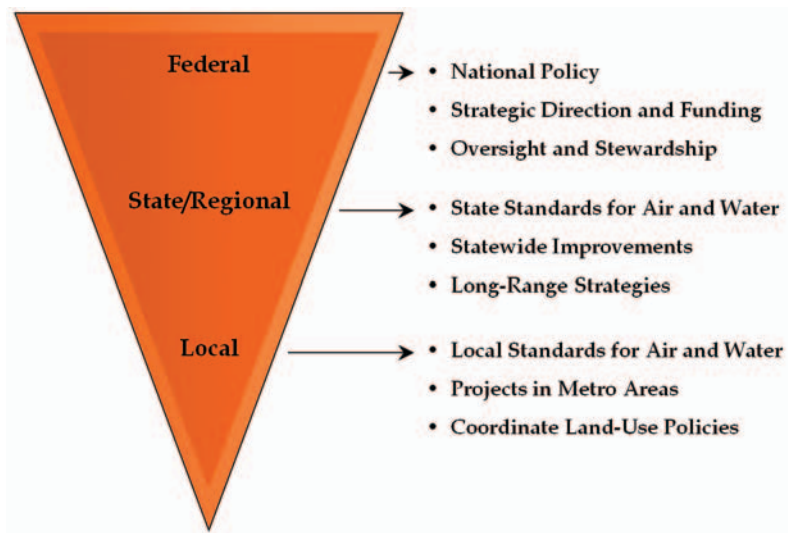 Federal
• National Policy
• Strategic Direction and Funding
• Oversight and Stewardship
State/Regional
• State Standards for Air and Water
• Statewide Improvements
• Long-Range Strategies
Local
• Local Standards for Air and Water
• Projects in Metro Areas
• Coordinate Land-Use Policies